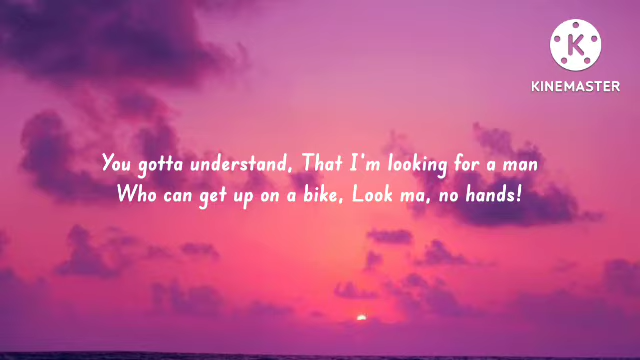 KINEMASTER
You gotta understand, That I'm looking for a man
Who can get up on a bike, Look ma, no hands!